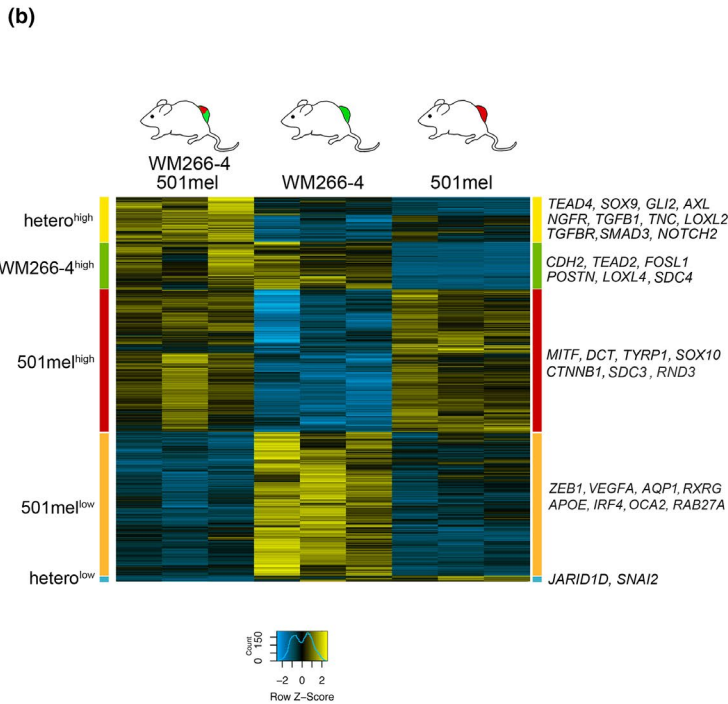 (b)
WM266-4
501mel
WM266-4
501mel
hetero^high
TEAD4, SOX9, GLI2, AXL
NGFR, TGFB1, TNC, LOXL2
TGFBR,SMAD3, NOTCH2
WM266-4^high
CDH2, TEAD2, FOSL1
POSTN, LOXL4, SDC4
501mel^high
MITF, DCT, TYRP1, SOX10
CTNNB1, SDC3 , RND3
501mel^low
ZEB1, VEGFA, AQP1, RXRG
APOE, IRF4, OCA2, RAB27A
hetero^low
JARID1D, SNAI2
Count
0 50 150
−2 0 2
Row Z−Score